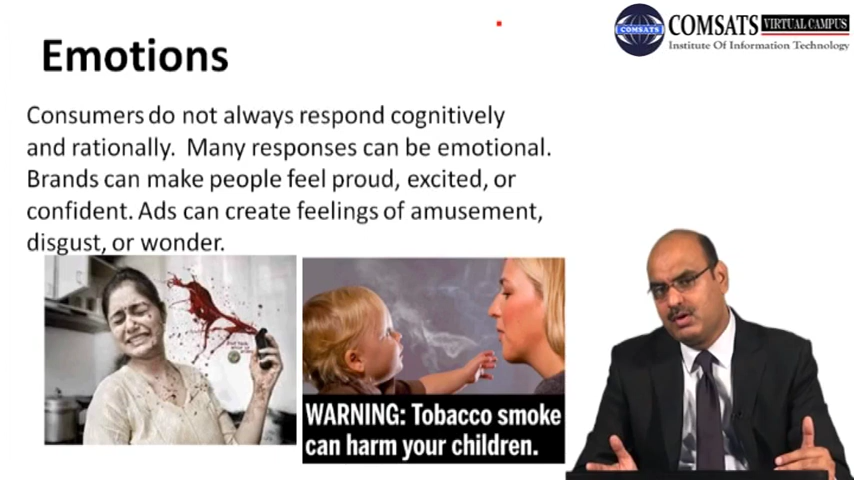 COMSATS
COMSATS VIRTUAL CAMPUS
Institute Of Information Technology
Emotions
Consumers do not always respond cognitively
and rationally. Many responses can be emotional.
Brands can make people feel proud, excited, or
confident. Ads can create feelings of amusement,
disgust, or wonder.
WARNING: Tobacco smoke
can harm your children.